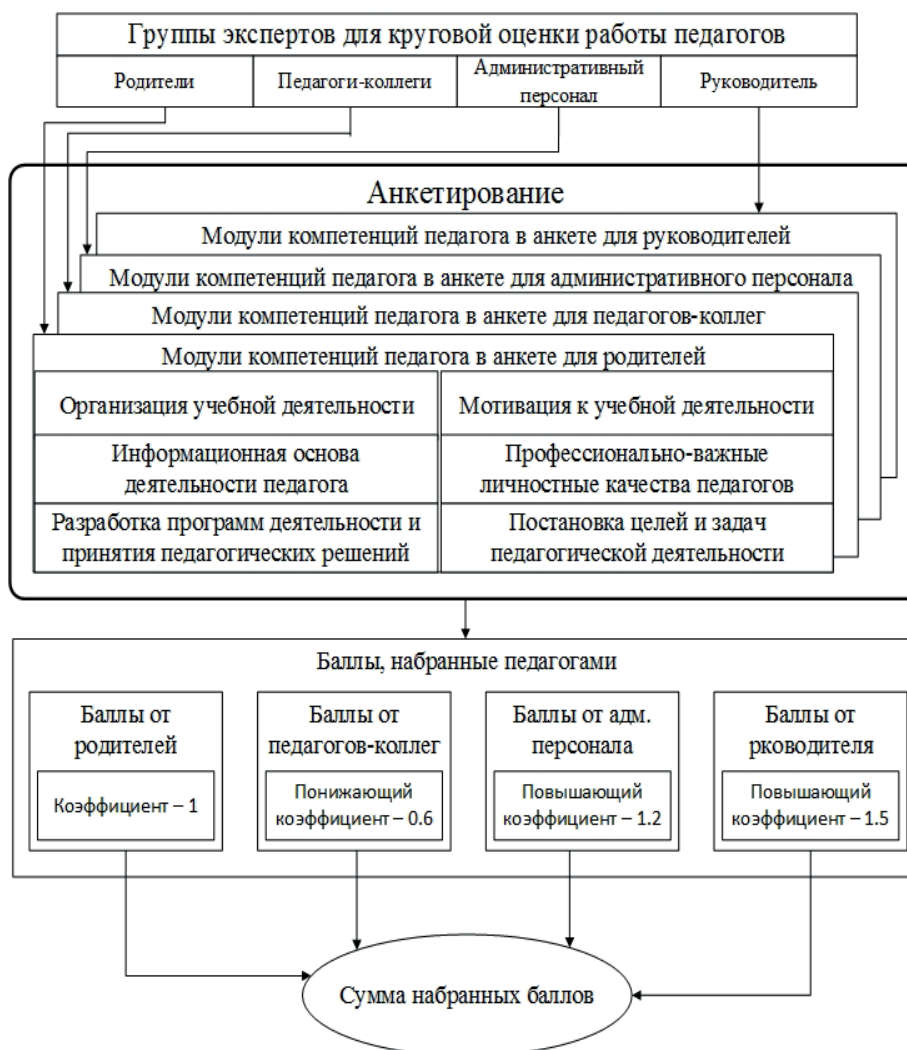 Группы экспертов для круговой оценки работы педагогов
Родители
Педагоги-коллеги
Административный
персонал
Руководитель
Анкетирование
Модули компетенций педагога в анкете для руководителей
Модули компетенций педагога в анкете для административного персонала
Модули компетенций педагога в анкете для педагогов-коллег
Модули компетенций педагога в анкете для родителей
Организация учебной деятельности
Мотивация к учебной деятельности
Информационная основа
деятельности педагога
Профессионально-важные
личностные качества педагогов
Разработка программ деятельности и
принятия педагогических решений
Постановка целей и задач
педагогической деятельности
Баллы, набранные педагогами
Баллы от
родителей
Коэффициент – 1
Баллы от
педагогов-коллег
Понижающий
коэффициент – 0.6
Баллы от адм.
персонала
Повышающий
коэффициент – 1.2
Баллы от
рководителя
Повышающий
коэффициент – 1.5
Сумма набранных баллов